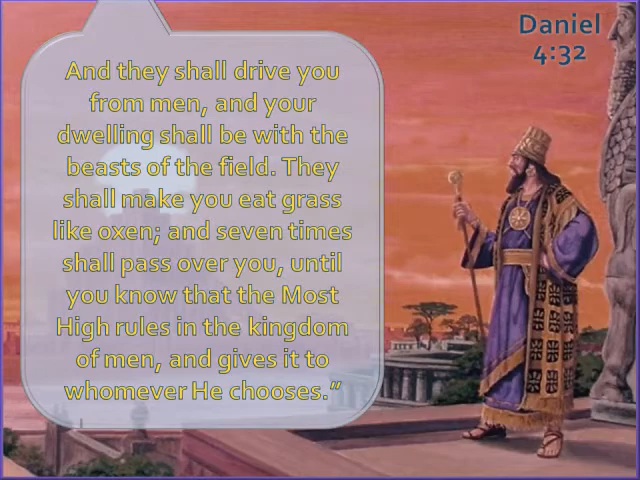 Daniel
4:32
And they shall drive you
from men, and your
dwelling shall be with the
beasts of the field. They
shall make you eat grass
like oxen; and seven times
shall pass over you, until
you know that the Most
High rules in the kingdom
of men, and gives it to
whomever He chooses.”